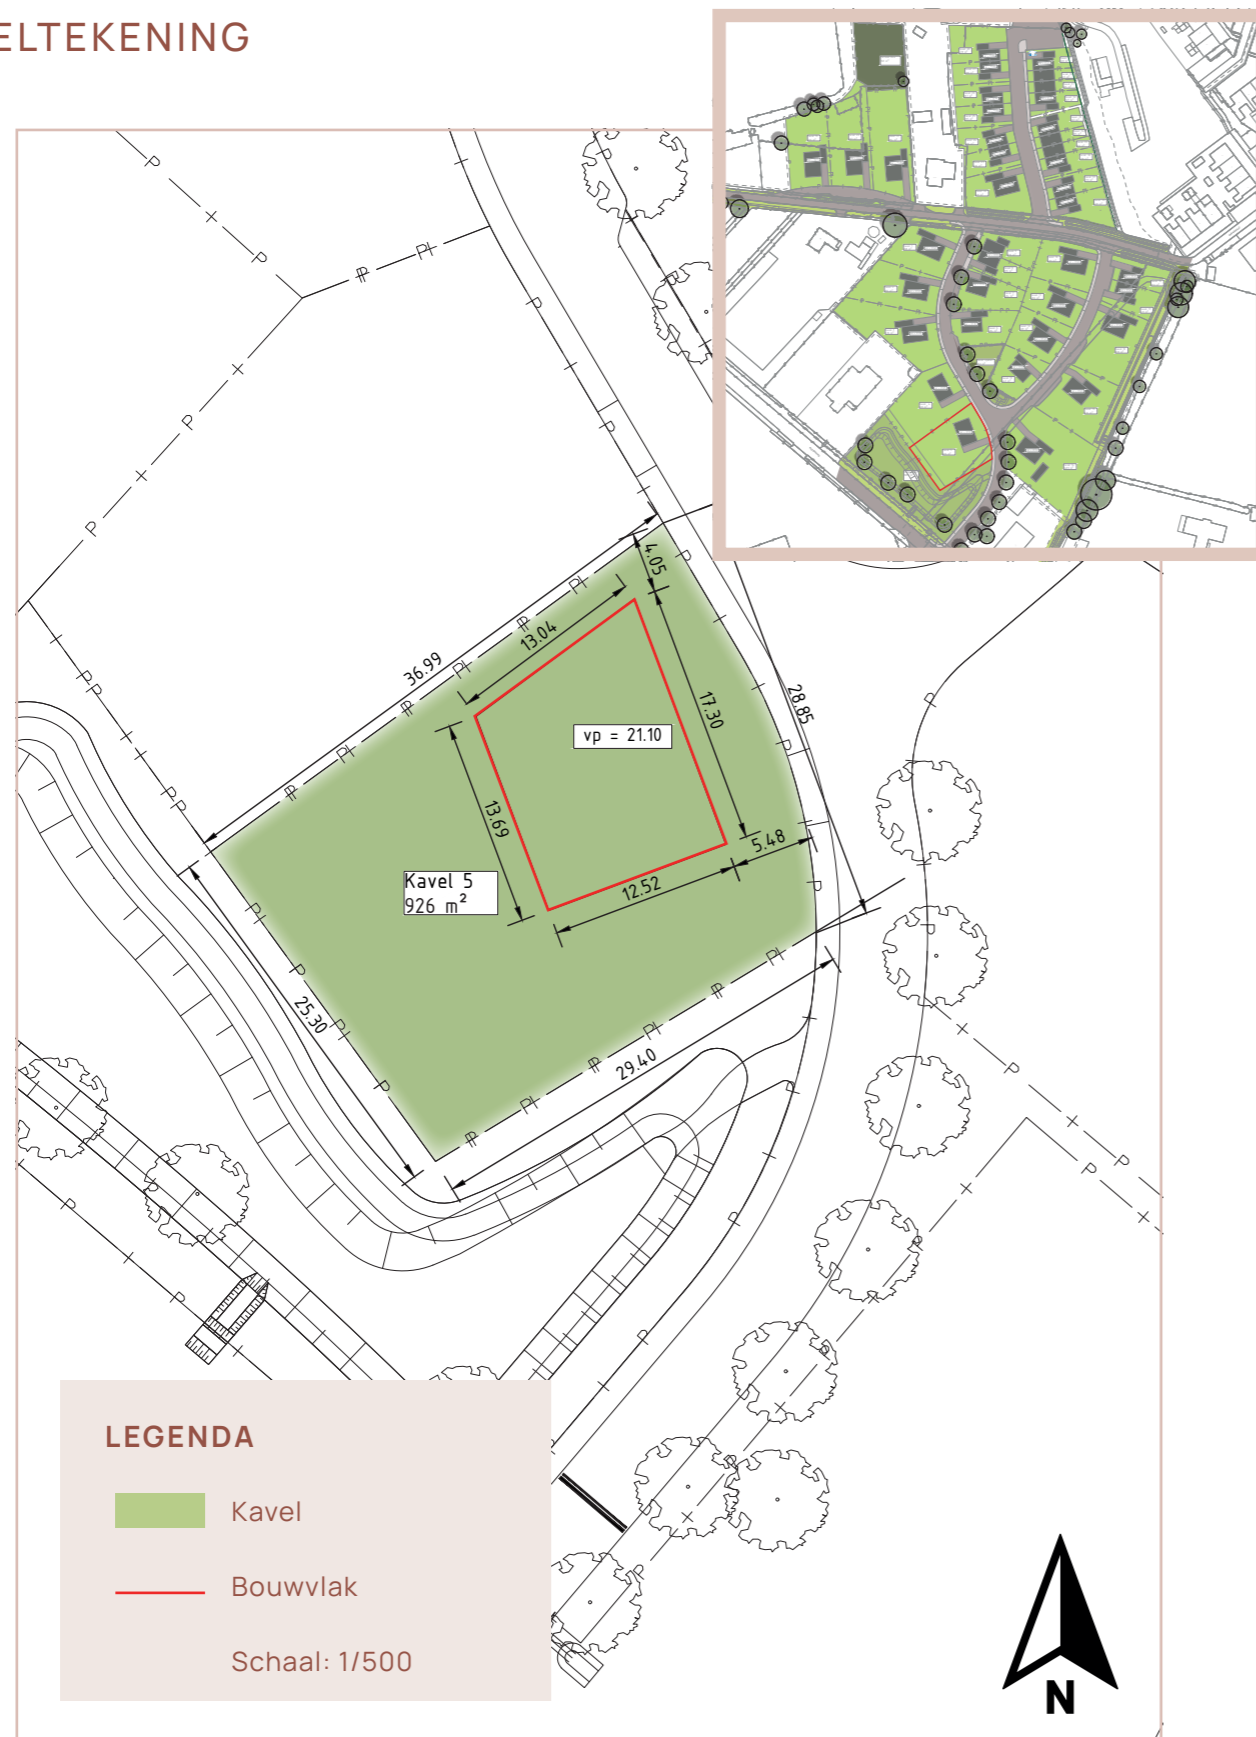 ELTEKENING
4.05
13.04
36.99
17.30
28.85
vp = 21.10
13.69
5.48
Kavel 5
926 m²
12.52
25.30
29.40
LEGENDA
Kavel
Bouwvlak
Schaal: 1/500
N